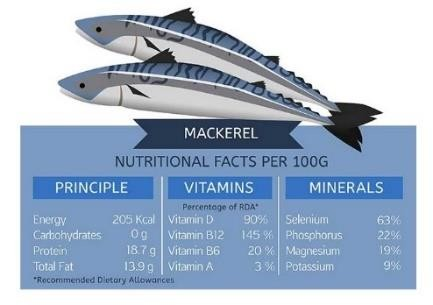 MACKEREL
NUTRITIONAL FACTS PER 100G
PRINCIPLE
Energy 205 Kcal
Carbohydrates 0 g
Protein 18.7 g
Total Fat 13.9 g
VITAMINS
Percentage of RDA*
Vitamin D 90%
Vitamin B12 145 %
Vitamin B6 20 %
Vitamin A 3 %
MINERALS
Selenium 63%
Phosphorus 22%
Magnesium 19%
Potassium 9%
*Recommended Dietary Allowances